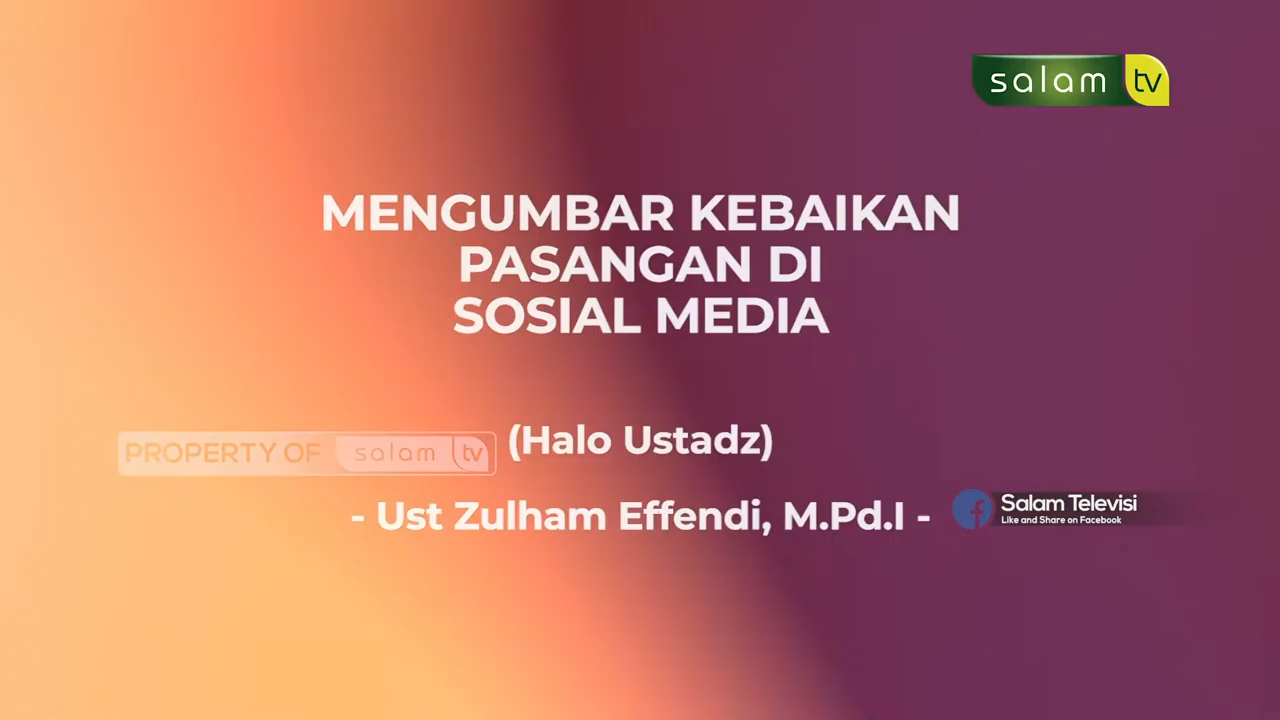 salam tv
MENGUMBAR KEBAIKAN
PASANGAN DI
SOSIAL MEDIA
(Halo Ustadz)
PROPERTY OF salam tv
- Ust Zulham Effendi, M.Pd.I -
Salam Televisi
Like and Share on Facebook